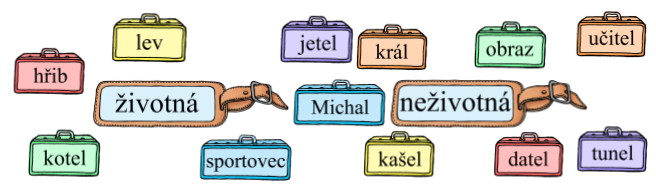 lev
jetel
král
obraz
učitel
hřib
životná
Michal
neživotná
kotel
sportovec
kašel
datel
tunel